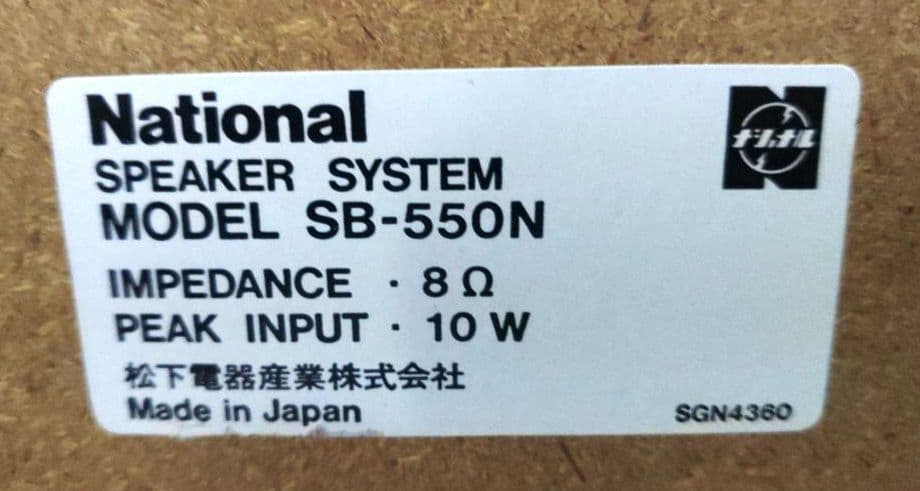 National
ナショナル
SPEAKER SYSTEM
MODEL SB-550N
IMPEDANCE · 8 Ω
PEAK INPUT · 10 W
松下電器産業株式会社
Made in Japan
SGN4360